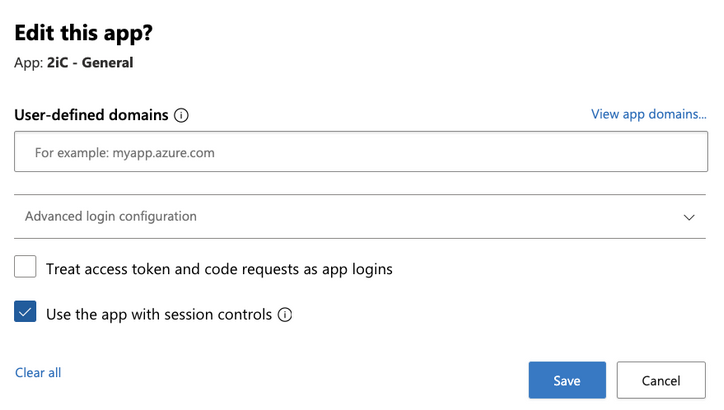 Edit this app?
App: 2iC - General
User-defined domains
View app domains...
For example: myapp.azure.com
Advanced login configuration
Treat access token and code requests as app logins
Use the app with session controls
Clear all
Save
Cancel